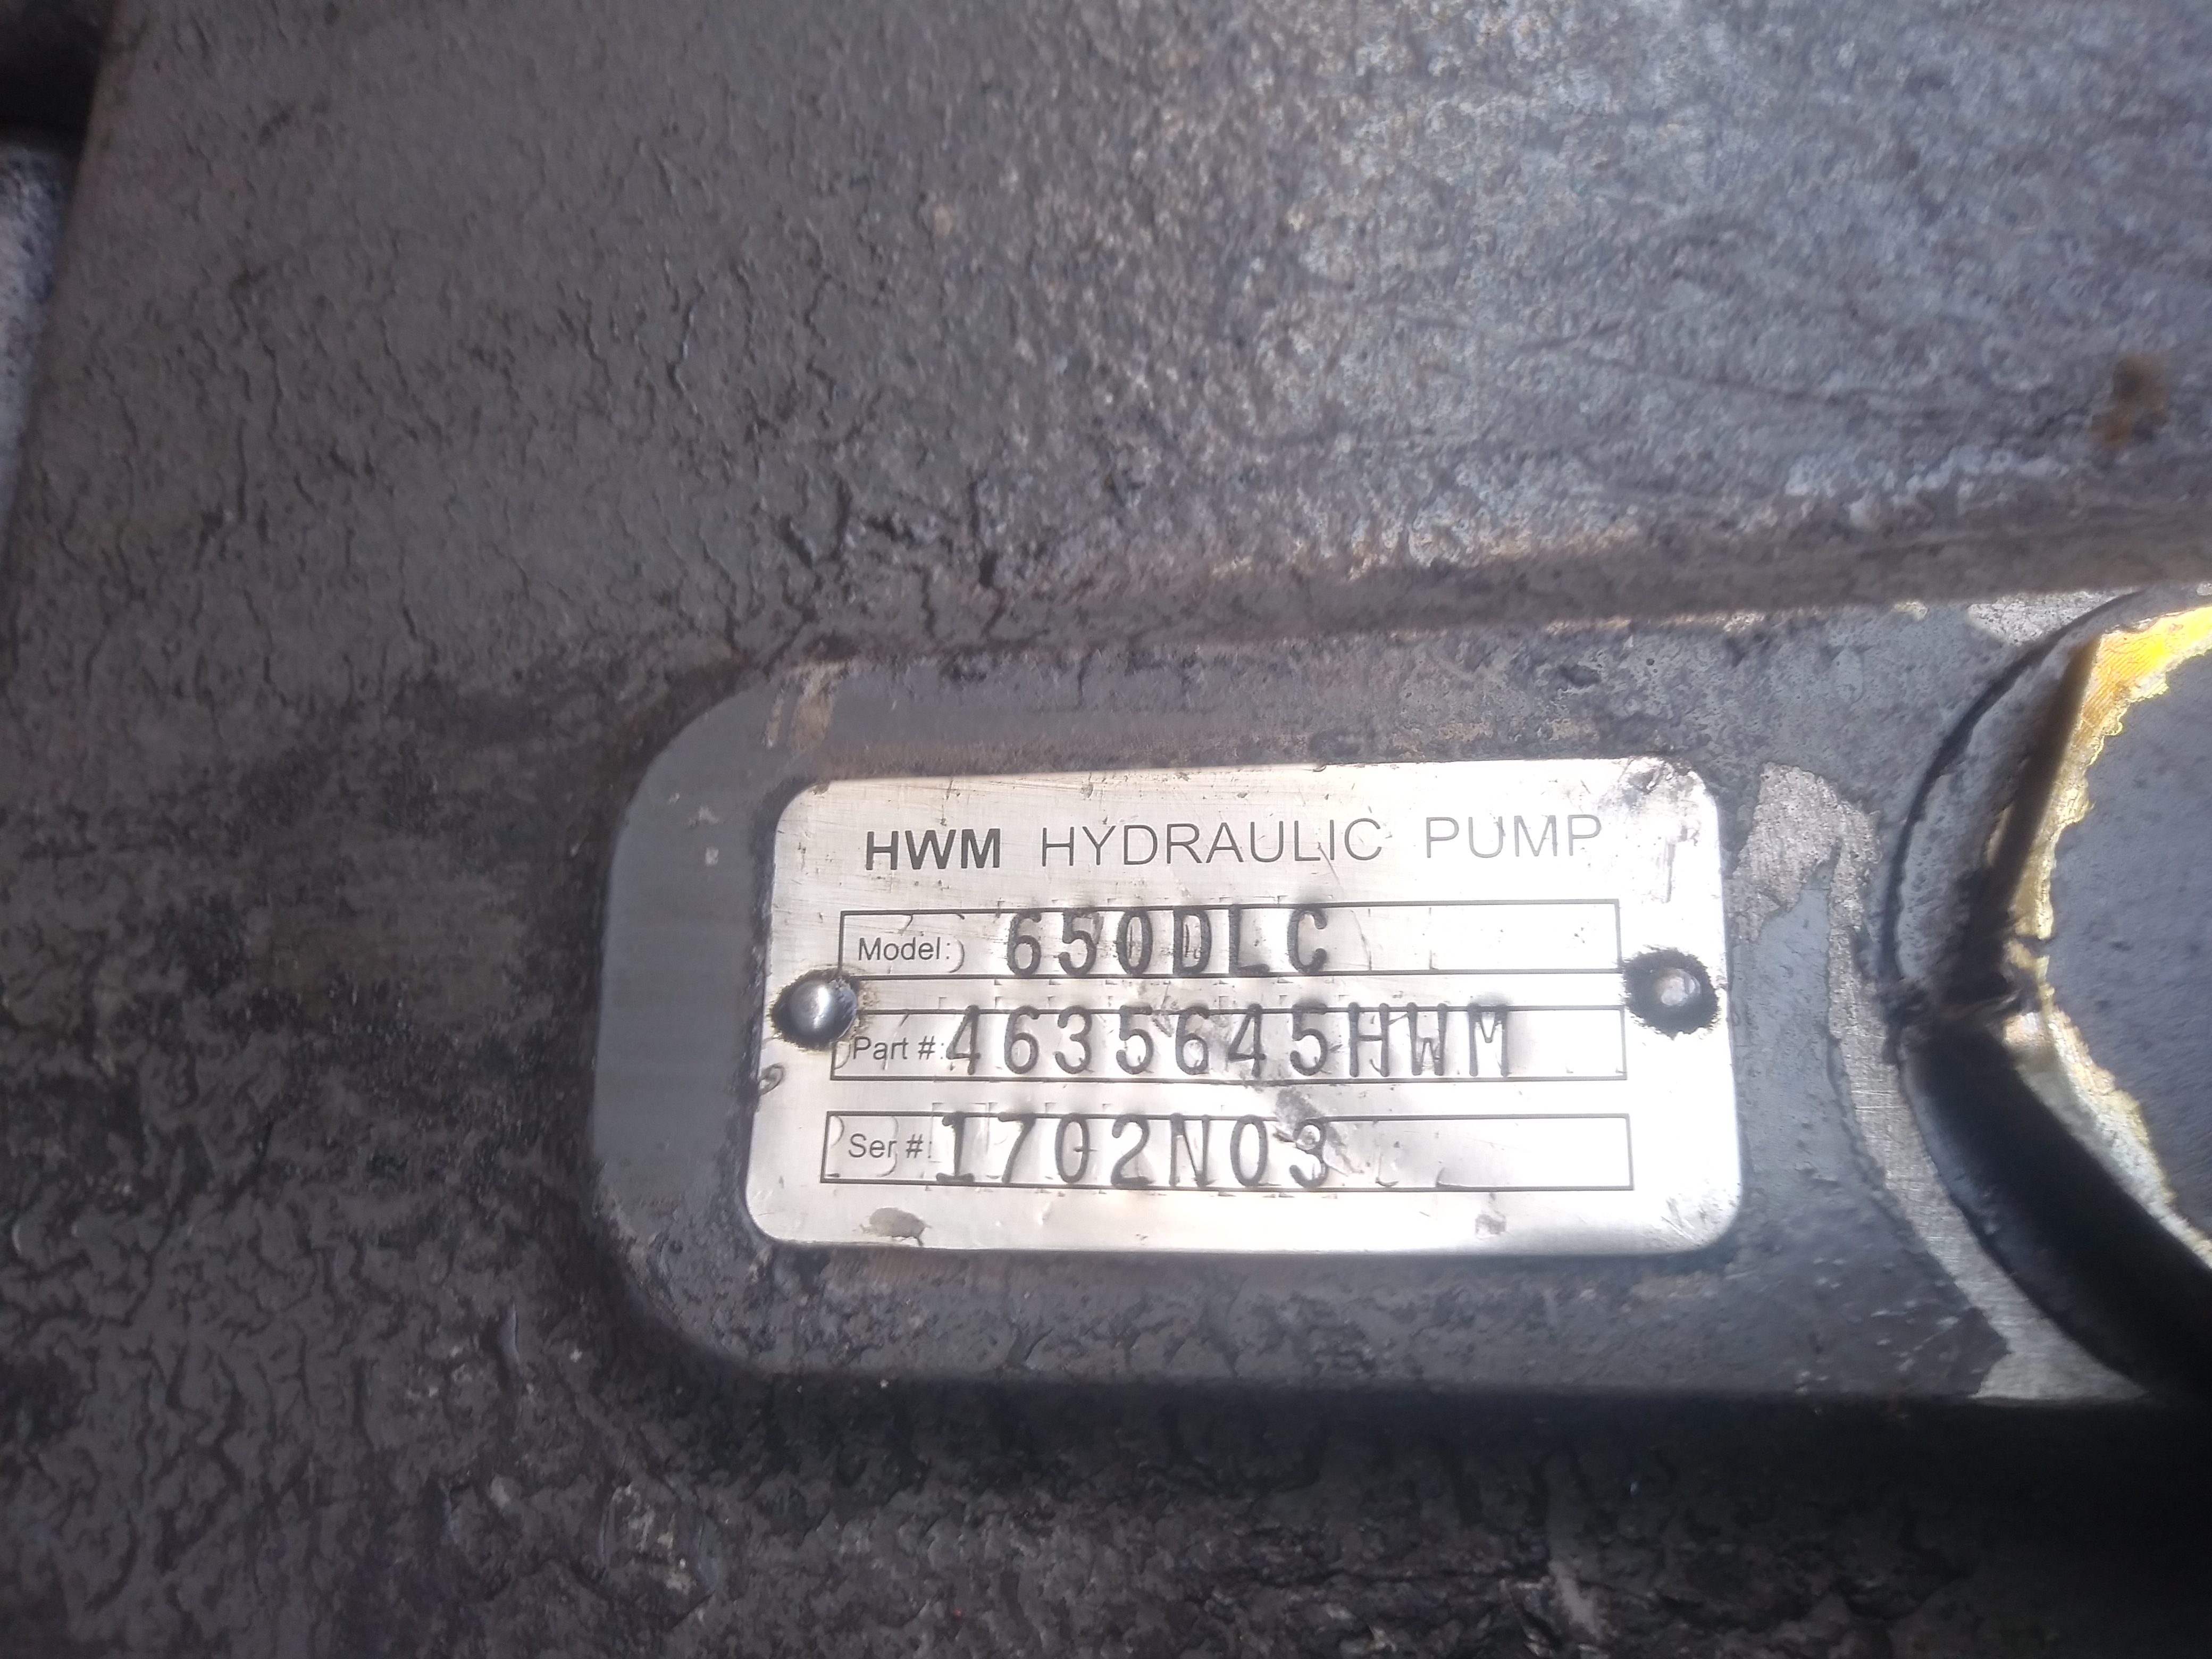 HWM HYDRAULIC PUMP
Model: 650DLC
Part #: 4635645HWM
Ser #: 1702N03